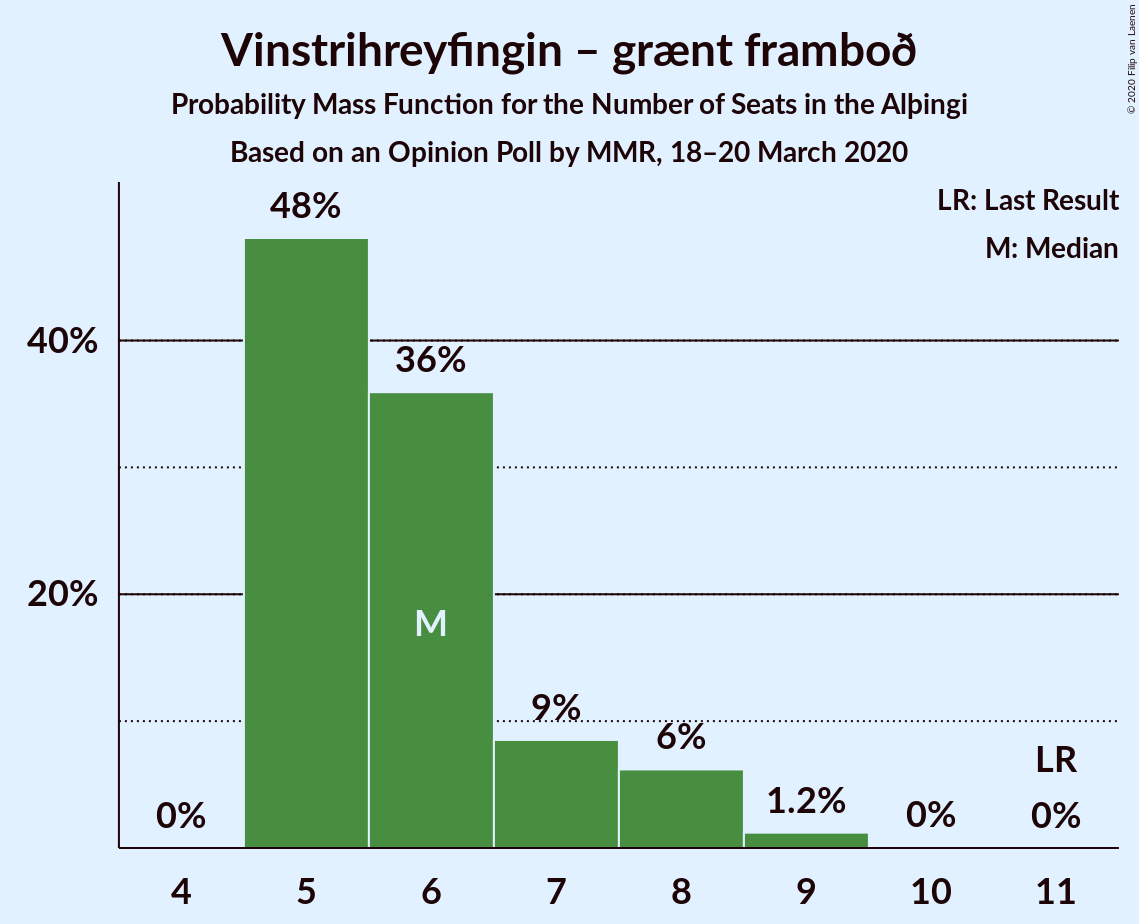 Vinstrihreyfingin – grænt framboð
Probability Mass Function for the Number of Seats in the Alþingi
Based on an Opinion Poll by MMR, 18–20 March 2020
© 2020 Filip van Laenen
LR: Last Result
M: Median
48%
40%
36%
20%
M
9%
6%
LR
0%
1.2%
0%
0%
4 5 6 7 8 9 10 11